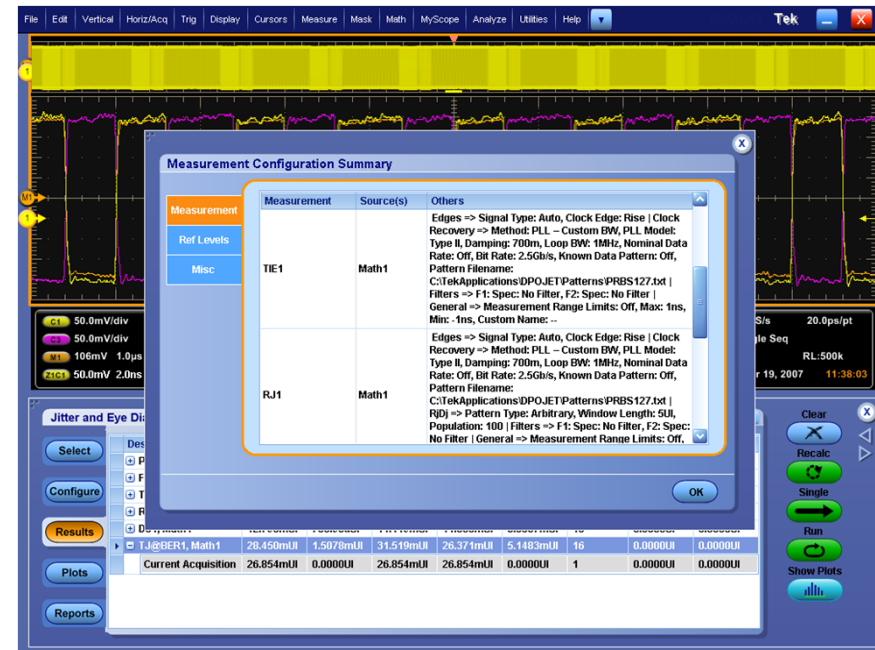 File Edit Vertical Horiz/Acq Trig Display Cursors Measure Mask Math MyScope Analyze Utilities Help Tek X
1
M1
1
X
Measurement Configuration Summary
Measurement
Ref Levels
Misc
Measurement Source(s) Others
TIE1 Math1
Edges => Signal Type: Auto, Clock Edge: Rise | Clock
Recovery => Method: PLL – Custom BW, PLL Model:
Type II, Damping: 700m, Loop BW: 1MHz, Nominal Data
Rate: Off, Bit Rate: 2.5Gb/s, Known Data Pattern: Off,
Pattern Filename:
C:\TekApplications\DPOJET\Patterns\PRBS127.txt |
Filters => F1: Spec: No Filter, F2: Spec: No Filter |
General => Measurement Range Limits: Off, Max: 1ns,
Min: -1ns, Custom Name: --
RJ1 Math1
Edges => Signal Type: Auto, Clock Edge: Rise | Clock
Recovery => Method: PLL – Custom BW, PLL Model:
Type II, Damping: 700m, Loop BW: 1MHz, Nominal Data
Rate: Off, Bit Rate: 2.5Gb/s, Known Data Pattern: Off,
Pattern Filename:
C:\TekApplications\DPOJET\Patterns\PRBS127.txt |
RjDj => Pattern Type: Arbitrary, Window Length: 5UI,
Population: 100 | Filters => F1: Spec: No Filter, F2: Spec:
No Filter | General => Measurement Range Limits: Off,
OK
C1 50.0mV/div
C3 50.0mV/div
M1 106mV 1.0µs
Z1C1 50.0mV 2.0ns
S/s 20.0ps/pt
Seq
RL:500k
19, 2007 11:38:03
Jitter and Eye
Select
Configure
Results
Plots
Reports
TJ@BER1, Math1 28.450mUI 1.5078mUI 31.519mUI 26.371mUI 5.1483mUI 16 0.0000UI 0.0000UI
Current Acquisition 26.854mUI 0.0000UI 26.854mUI 26.854mUI 0.0000UI 1 0.0000UI 0.0000UI
Clear
X
Recalc
Single
Run
Show Plots